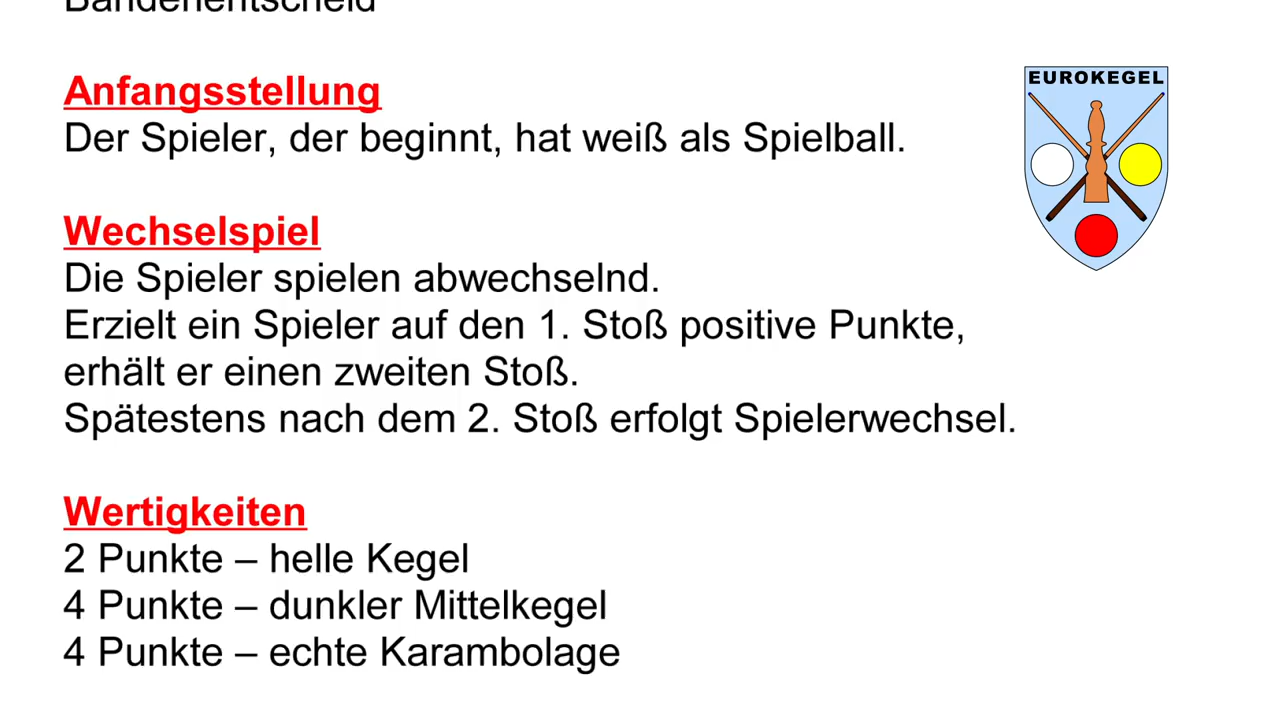 Bandenentscheid
Anfangsstellung
Der Spieler, der beginnt, hat weiß als Spielball.
EUROKEGEL
Wechselspiel
Die Spieler spielen abwechselnd.
Erzielt ein Spieler auf den 1. Stoß positive Punkte,
erhält er einen zweiten Stoß.
Spätestens nach dem 2. Stoß erfolgt Spielerwechsel.
Wertigkeiten
2 Punkte – helle Kegel
4 Punkte – dunkler Mittelkegel
4 Punkte – echte Karambolage